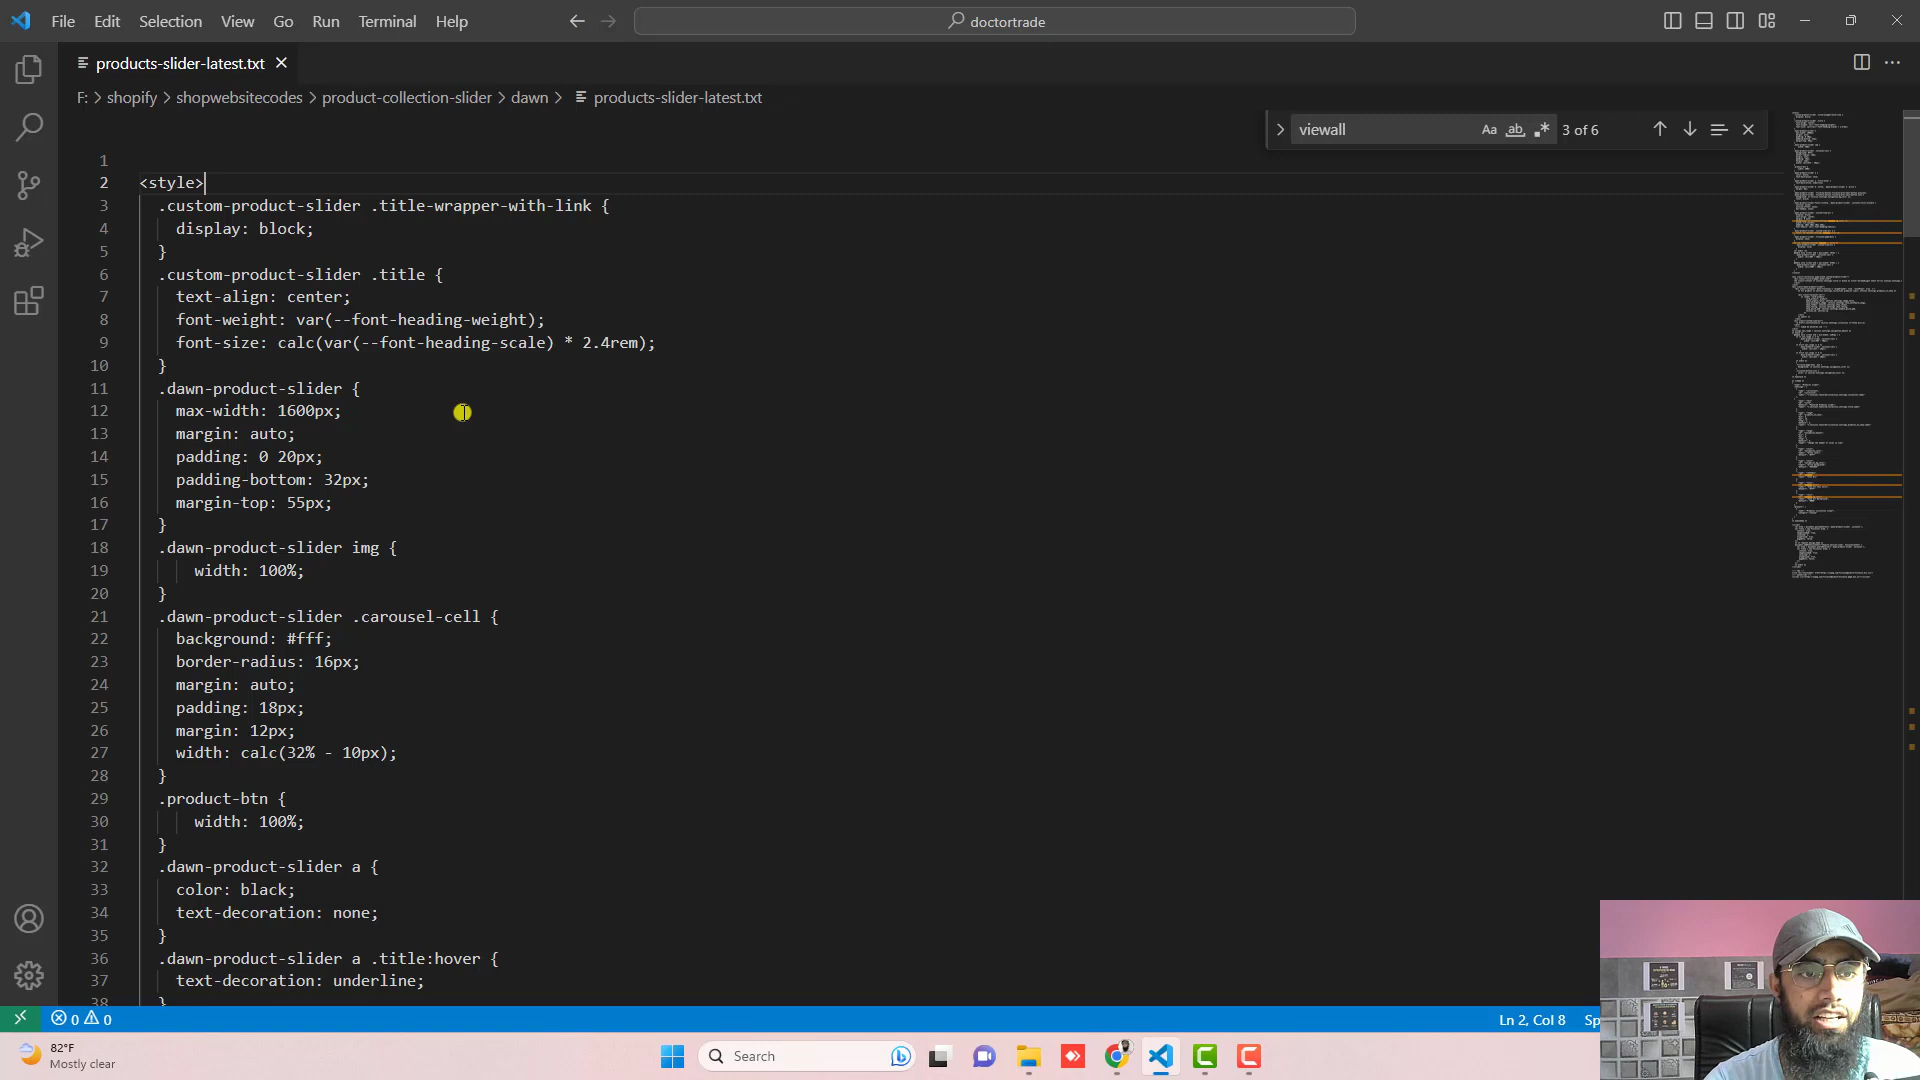 File Edit Selection View Go Run Terminal Help
doctortrade
products-slider-latest.txt
F: > shopify > shopwebsitecodes > product-collection-slider > dawn > products-slider-latest.txt
viewall Aa ab 3 of 6
1
2 <style>
3 .custom-product-slider .title-wrapper-with-link {
4 display: block;
5 }
6 .custom-product-slider .title {
7 text-align: center;
8 font-weight: var(--font-heading-weight);
9 font-size: calc(var(--font-heading-scale) * 2.4rem);
10 }
11 .dawn-product-slider {
12 max-width: 1600px;
13 margin: auto;
14 padding: 0 20px;
15 padding-bottom: 32px;
16 margin-top: 55px;
17 }
18 .dawn-product-slider img {
19 width: 100%;
20 }
21 .dawn-product-slider .carousel-cell {
22 background: #fff;
23 border-radius: 16px;
24 margin: auto;
25 padding: 18px;
26 margin: 12px;
27 width: calc(32% - 10px);
28 }
29 .product-btn {
30 width: 100%;
31 }
32 .dawn-product-slider a {
33 color: black;
34 text-decoration: none;
35 }
36 .dawn-product-slider a .title:hover {
37 text-decoration: underline;
38 }
0 0
Ln 2, Col 8 Sp
82°F
Mostly clear
Search